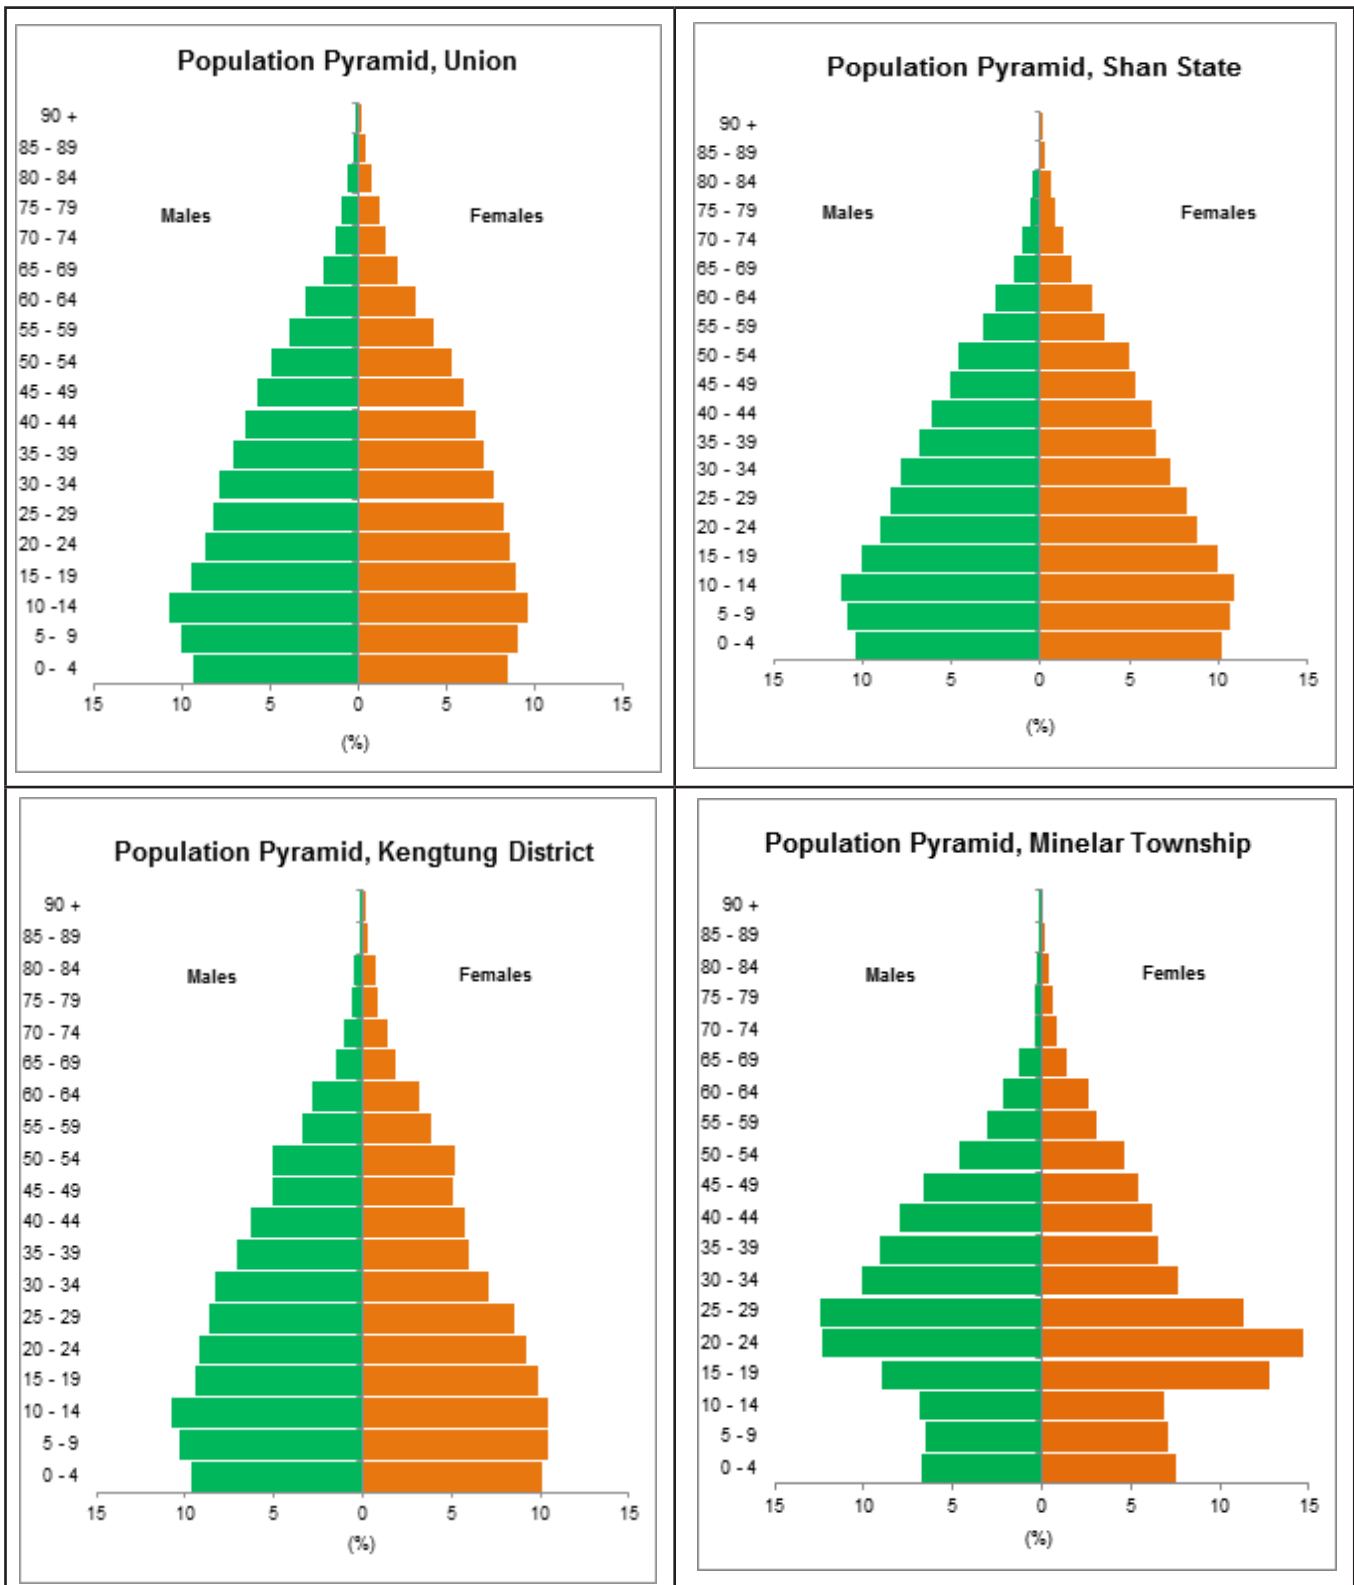 Population Pyramid, Union
90 +
85 - 89
80 - 84
75 - 79
Males
Females
70 - 74
65 - 69
60 - 64
55 - 59
50 - 54
45 - 49
40 - 44
35 - 39
30 - 34
25 - 29
20 - 24
15 - 19
10 -14
5 - 9
0 - 4
15 10 5 0 5 10 15
(%)
Population Pyramid, Shan State
90 +
85 - 89
80 - 84
75 - 79
Males
Females
70 - 74
65 - 69
60 - 64
55 - 59
50 - 54
45 - 49
40 - 44
35 - 39
30 - 34
25 - 29
20 - 24
15 - 19
10 - 14
5 - 9
0 - 4
15 10 5 0 5 10 15
(%)
Population Pyramid, Kengtung District
90 +
85 - 89
80 - 84
Males
Females
75 - 79
70 - 74
65 - 69
60 - 64
55 - 59
50 - 54
45 - 49
40 - 44
35 - 39
30 - 34
25 - 29
20 - 24
15 - 19
10 - 14
5 - 9
0 - 4
15 10 5 0 5 10 15
(%)
Population Pyramid, Minelar Township
90 +
85 - 89
80 - 84
Males
Femles
75 - 79
70 - 74
65 - 69
60 - 64
55 - 59
50 - 54
45 - 49
40 - 44
35 - 39
30 - 34
25 - 29
20 - 24
15 - 19
10 - 14
5 - 9
0 - 4
15 10 5 0 5 10 15
(%)